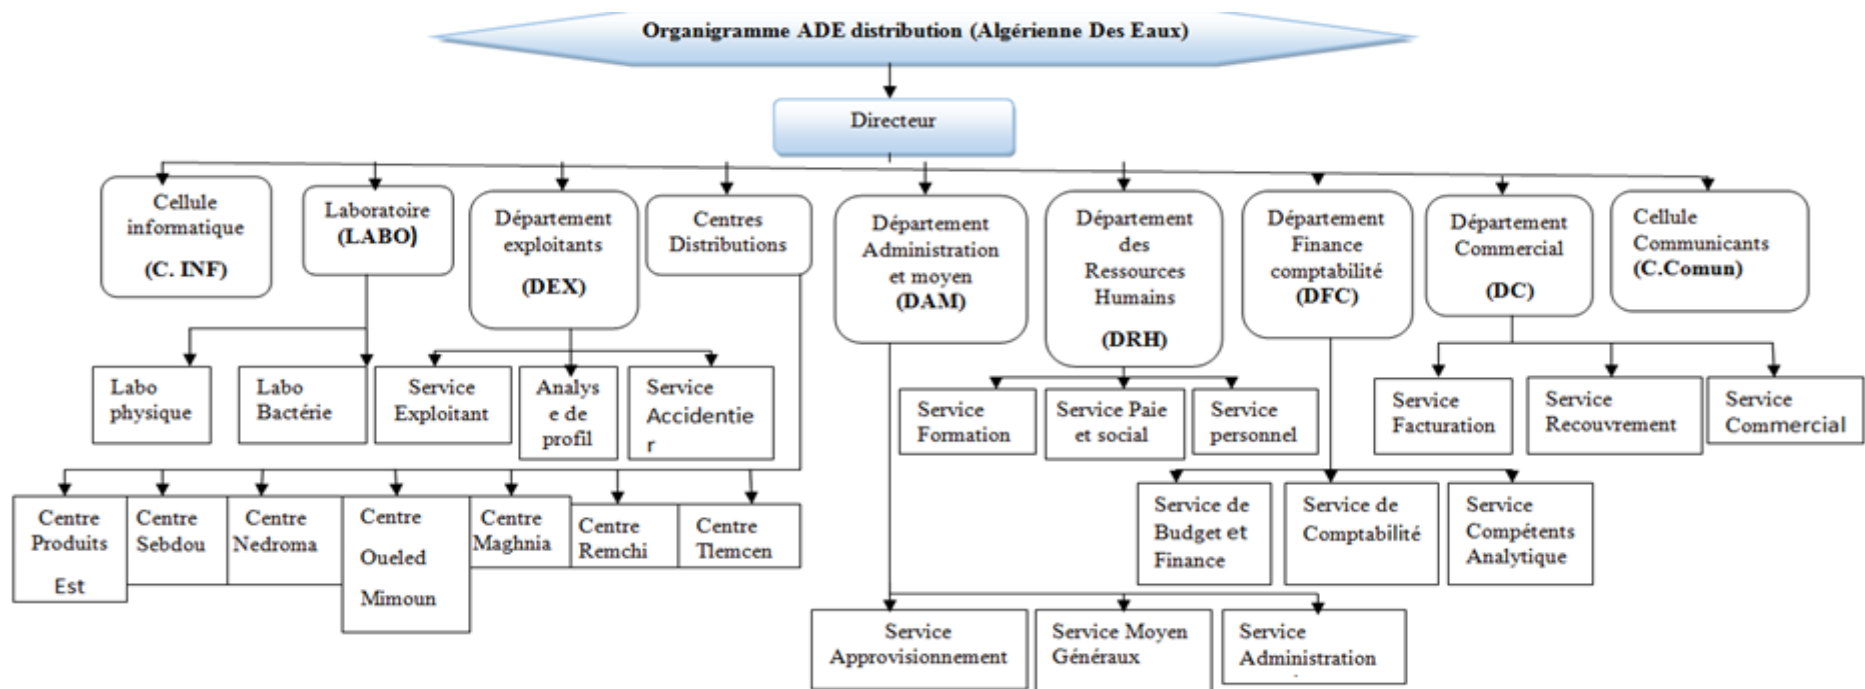 Organigramme ADE distribution (Algérienne Des Eaux)
Directeur
Cellule
informatique
(C. INF)
Laboratoire
(LABO)
Département
exploitants
(DEX)
Centres
Distributions
Département
Administration
et moyen
(DAM)
Département
des
Ressources
Humains
(DRH)
Département
Finance
comptabilité
(DFC)
Département
Commercial
(DC)
Cellule
Communicants
(C.Comun)
Labo
physique
Labo
Bactérie
Service
Exploitant
Analys
e de
profil
Service
Accidentie
r
Service
Formation
Service Paie
et social
Service
personnel
Service
Facturation
Service
Recouvrement
Service
Commercial
Centre
Produits
Est
Centre
Sebdou
Centre
Nedroma
Centre
Oueled
Mimoun
Centre
Maghnia
Centre
Remchi
Centre
Tlemcen
Service de
Budget et
Finance
Service de
Comptabilité
Service
Compétents
Analytique
Service
Approvisionnement
Service Moyen
Généraux
Service
Administration